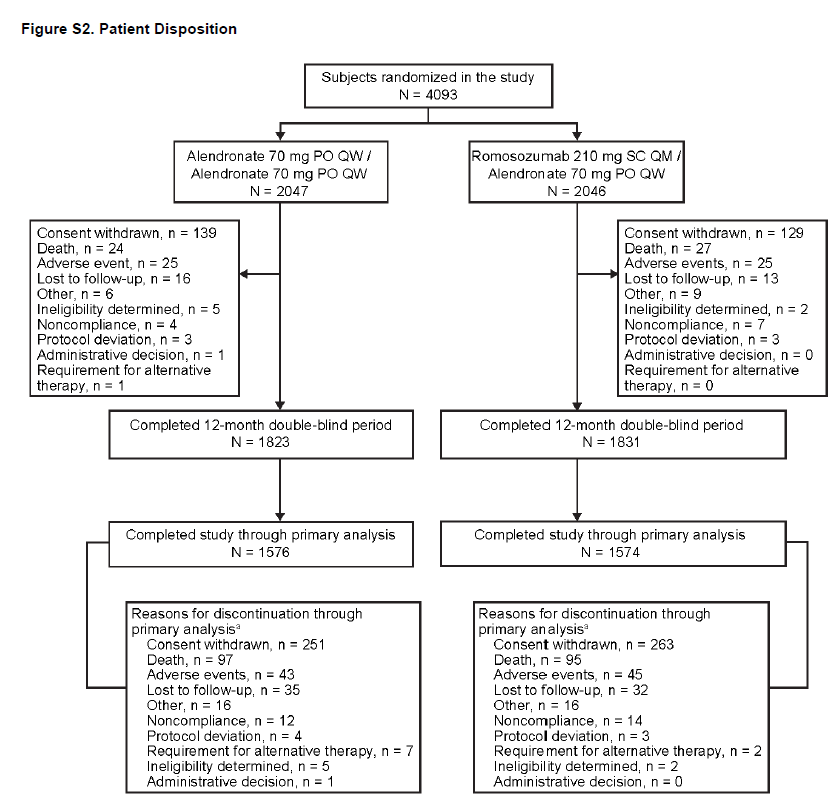 Figure S2. Patient Disposition
Subjects randomized in the study
N = 4093
Alendronate 70 mg PO QW /
Alendronate 70 mg PO QW
N = 2047
Romosozumab 210 mg SC QM /
Alendronate 70 mg PO QW
N = 2046
Consent withdrawn, n = 139
Death, n = 24
Adverse event, n = 25
Lost to follow-up, n = 16
Other, n = 6
Ineligibility determined, n = 5
Noncompliance, n = 4
Protocol deviation, n = 3
Administrative decision, n = 1
Requirement for alternative
therapy, n = 1
Consent withdrawn, n = 129
Death, n = 27
Adverse events, n = 25
Lost to follow-up, n = 13
Other, n = 9
Ineligibility determined, n = 2
Noncompliance, n = 7
Protocol deviation, n = 3
Administrative decision, n = 0
Requirement for alternative
therapy, n = 0
Completed 12-month double-blind period
N = 1823
Completed 12-month double-blind period
N = 1831
Completed study through primary analysis
N = 1576
Completed study through primary analysis
N = 1574
Reasons for discontinuation through
primary analysisᵃ
Consent withdrawn, n = 251
Death, n = 97
Adverse events, n = 43
Lost to follow-up, n = 35
Other, n = 16
Noncompliance, n = 12
Protocol deviation, n = 4
Requirement for alternative therapy, n = 7
Ineligibility determined, n = 5
Administrative decision, n = 1
Reasons for discontinuation through
primary analysisᵃ
Consent withdrawn, n = 263
Death, n = 95
Adverse events, n = 45
Lost to follow-up, n = 32
Other, n = 16
Noncompliance, n = 14
Protocol deviation, n = 3
Requirement for alternative therapy, n = 2
Ineligibility determined, n = 2
Administrative decision, n = 0